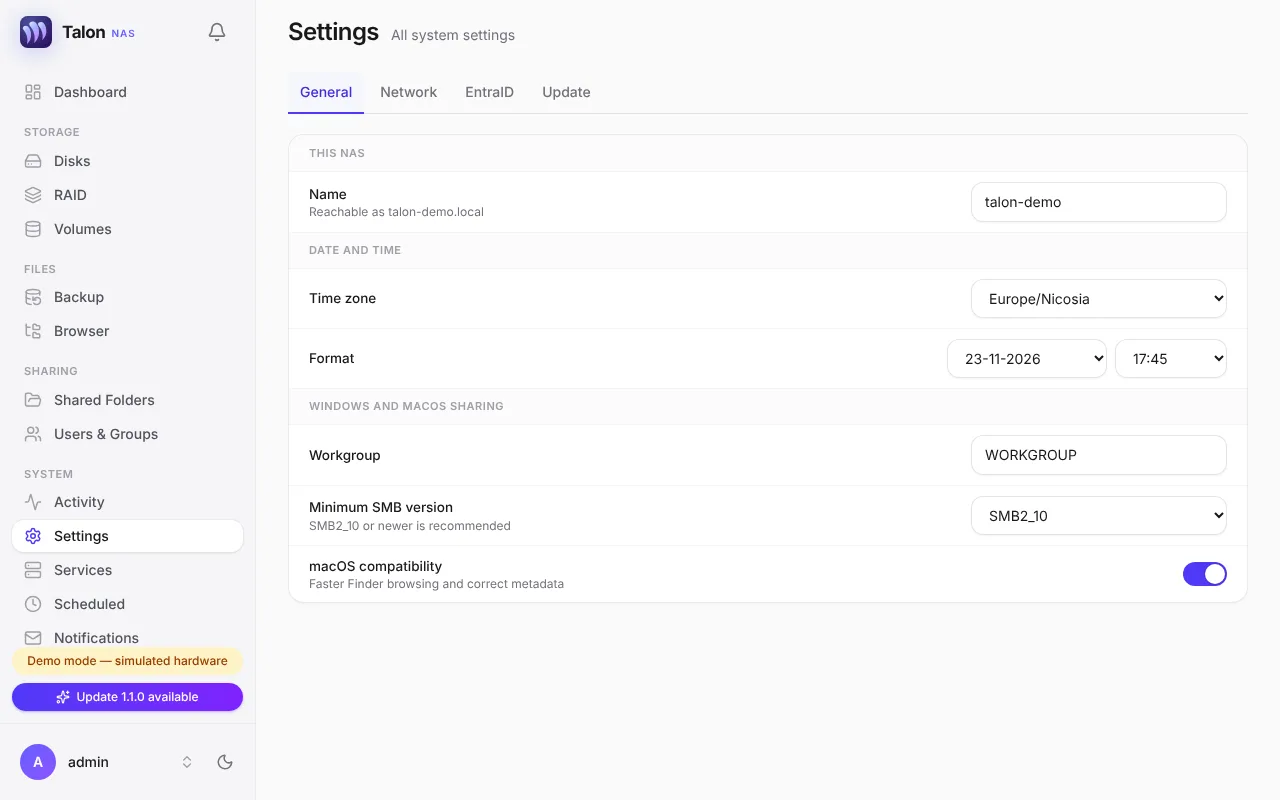 Talon NAS
Dashboard
STORAGE
Disks
RAID
Volumes
FILES
Backup
Browser
SHARING
Shared Folders
Users & Groups
SYSTEM
Activity
Settings
Services
Scheduled
Notifications
Demo mode — simulated hardware
Update 1.1.0 available
A admin
Settings All system settings
General Network EntraID Update
THIS NAS
Name
Reachable as talon-demo.local
talon-demo
DATE AND TIME
Time zone
Europe/Nicosia
Format
23-11-2026 17:45
WINDOWS AND MACOS SHARING
Workgroup
WORKGROUP
Minimum SMB version
SMB2_10 or newer is recommended
SMB2_10
macOS compatibility
Faster Finder browsing and correct metadata